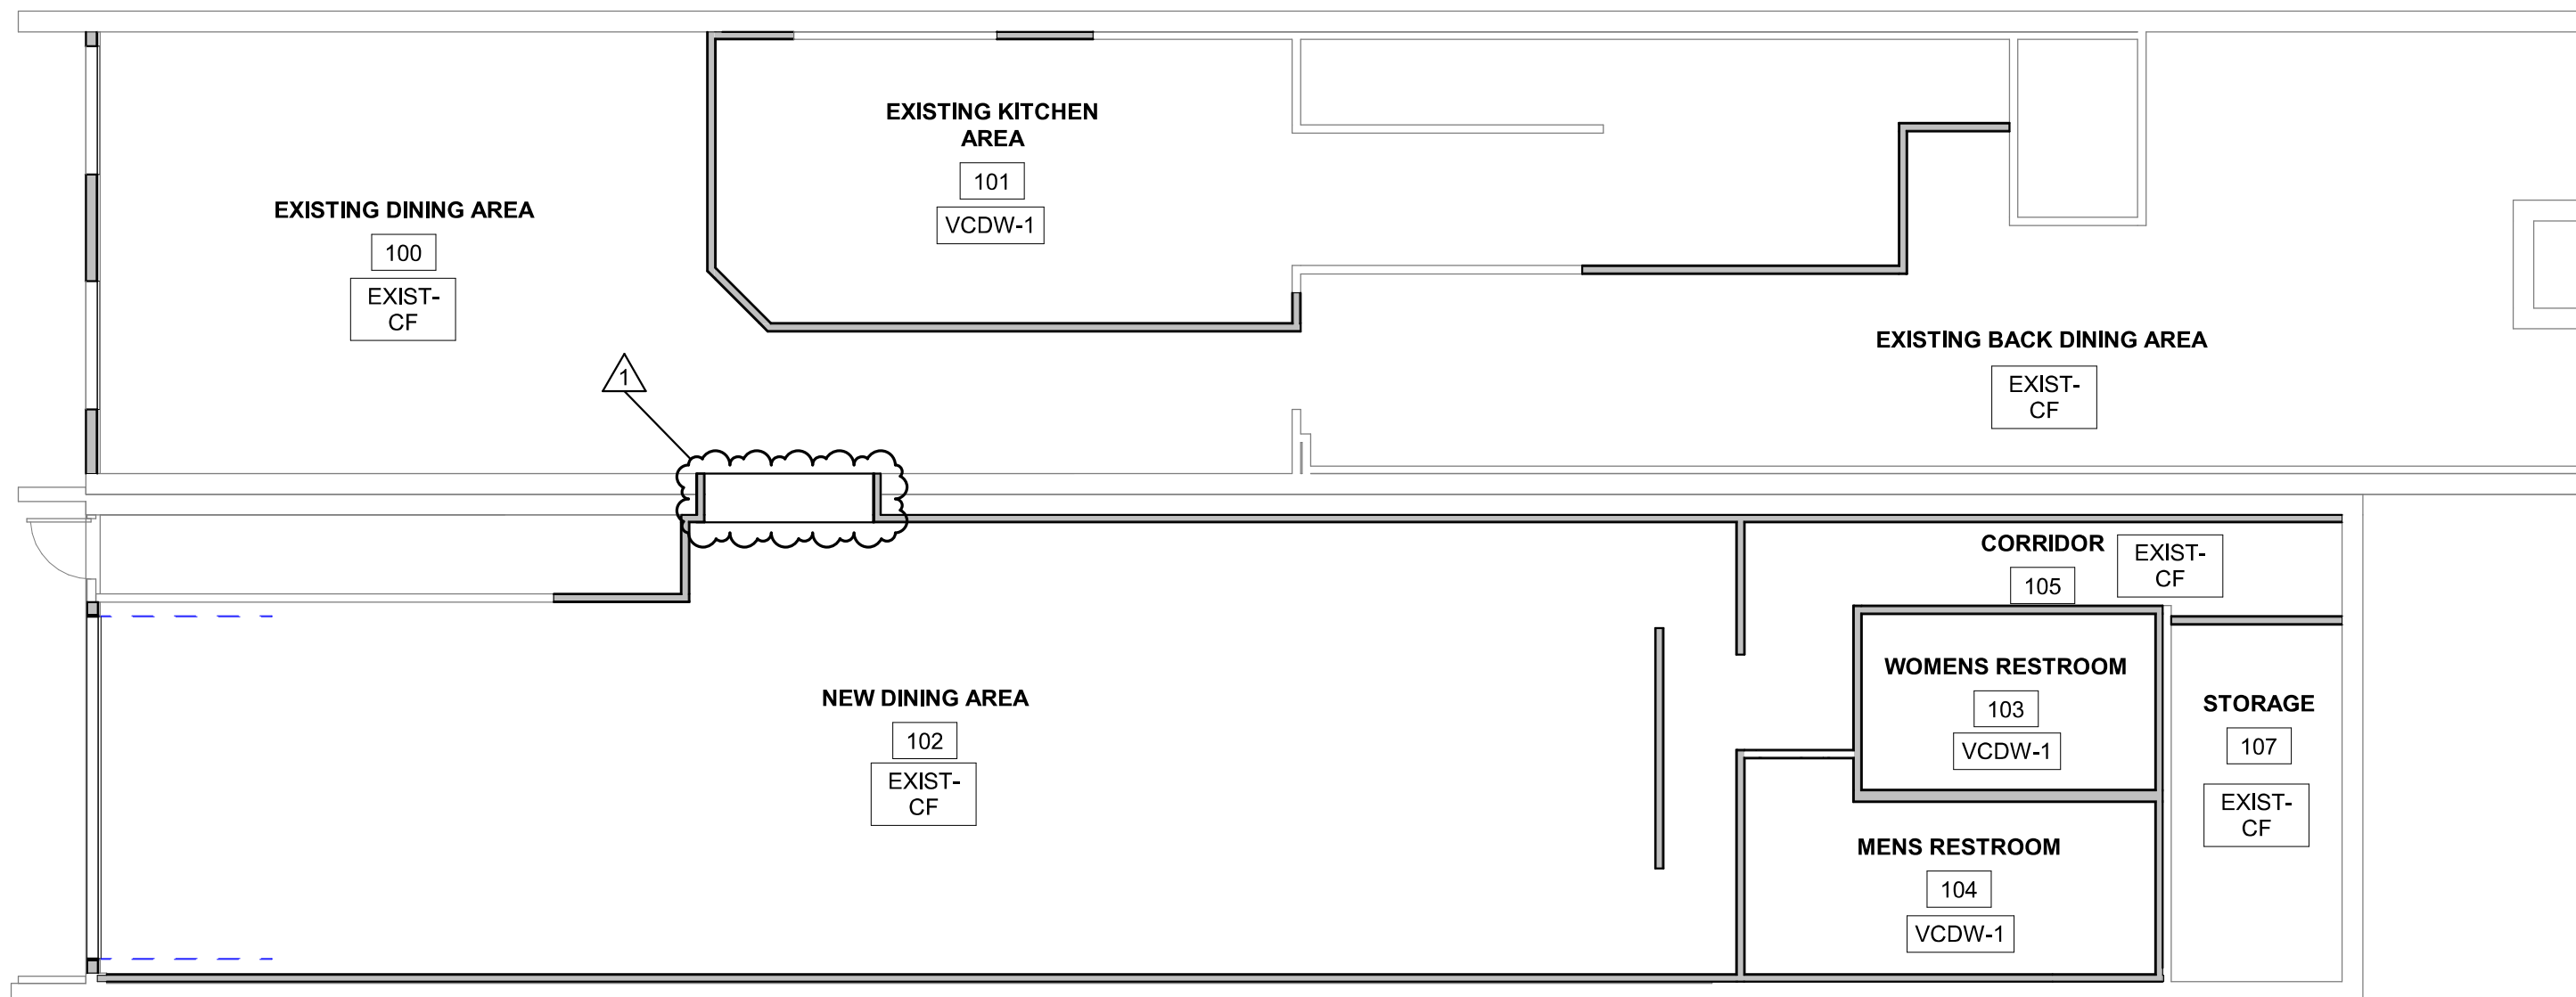 EXISTING KITCHEN
AREA
101
VCDW-1
EXISTING DINING AREA
100
EXIST-
CF
EXISTING BACK DINING AREA
EXIST-
CF
1
CORRIDOR
105
EXIST-
CF
WOMENS RESTROOM
103
VCDW-1
STORAGE
107
EXIST-
CF
NEW DINING AREA
102
EXIST-
CF
MENS RESTROOM
104
VCDW-1